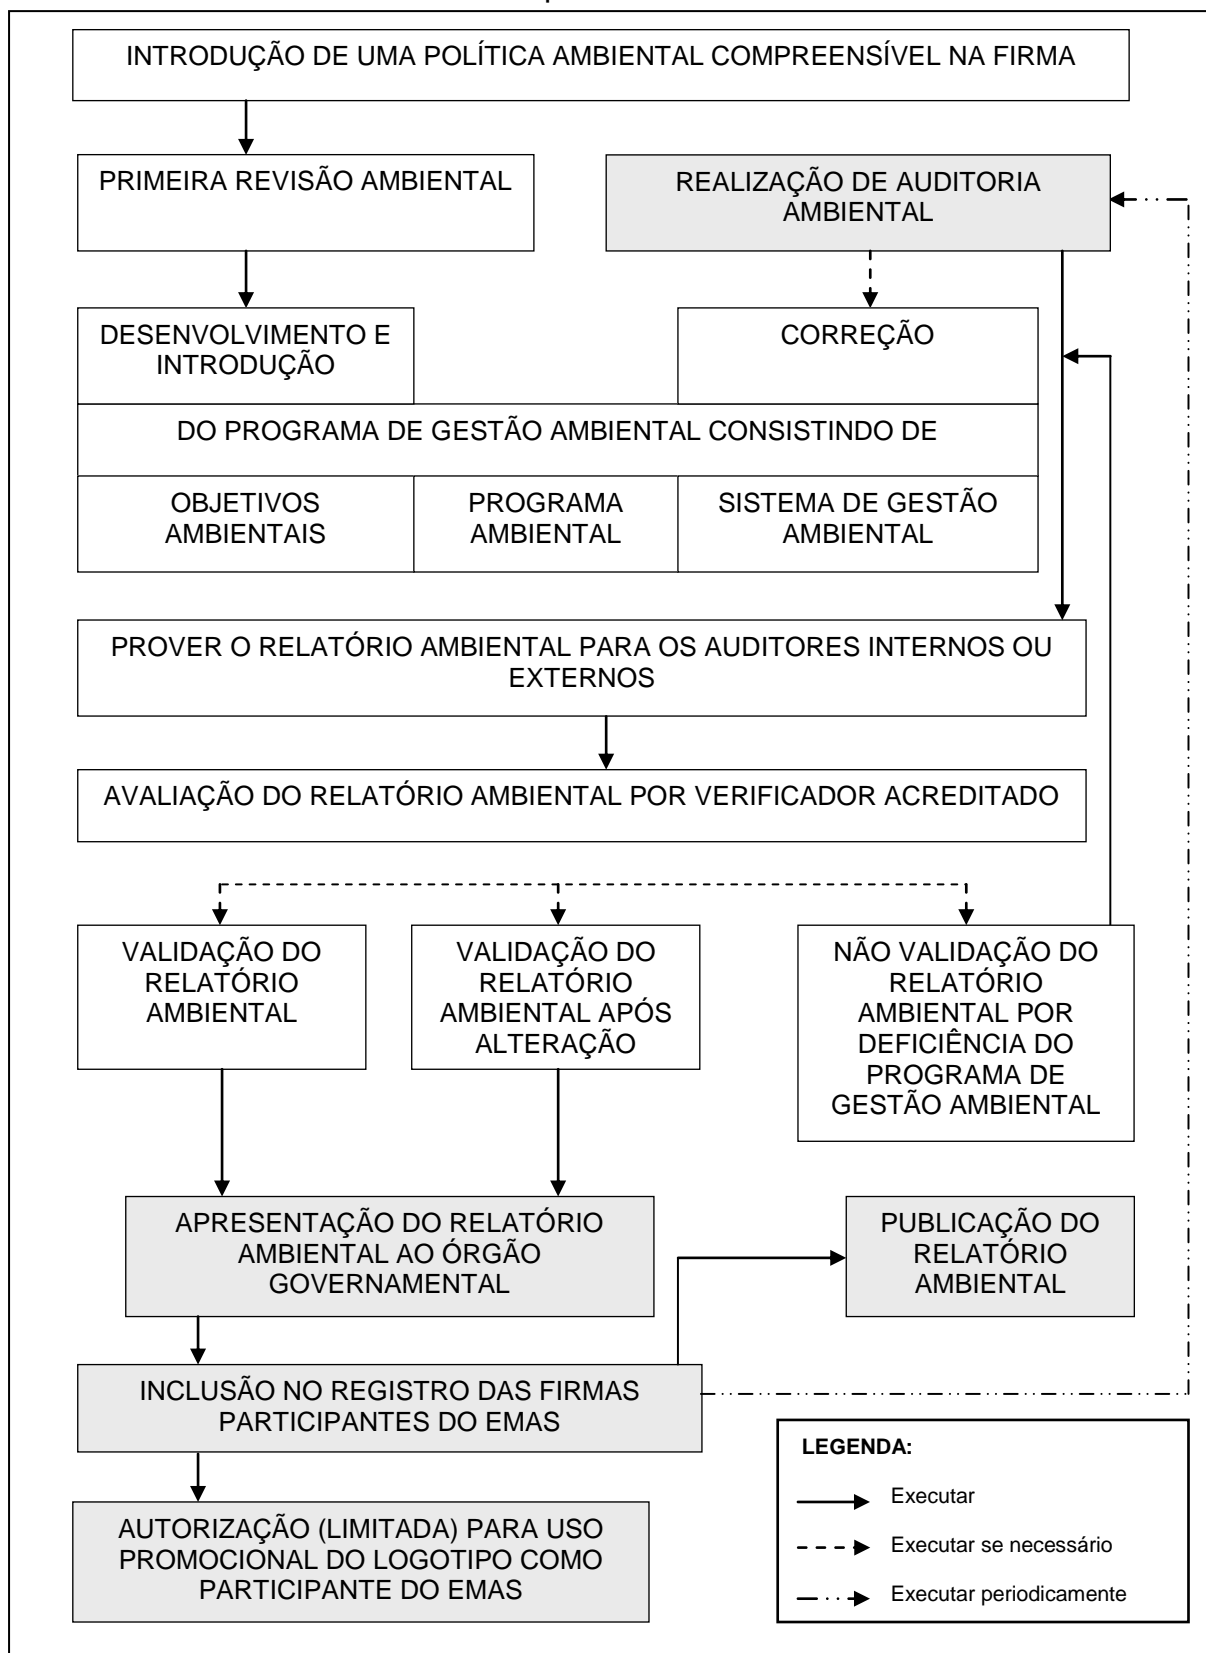 INTRODUÇÃO DE UMA POLÍTICA AMBIENTAL COMPREENSÍVEL NA FIRMA
PRIMEIRA REVISÃO AMBIENTAL
REALIZAÇÃO DE AUDITORIA
AMBIENTAL
DESENVOLVIMENTO E
INTRODUÇÃO
CORREÇÃO
DO PROGRAMA DE GESTÃO AMBIENTAL CONSISTINDO DE
OBJETIVOS
AMBIENTAIS
PROGRAMA
AMBIENTAL
SISTEMA DE GESTÃO
AMBIENTAL
PROVER O RELATÓRIO AMBIENTAL PARA OS AUDITORES INTERNOS OU
EXTERNOS
AVALIAÇÃO DO RELATÓRIO AMBIENTAL POR VERIFICADOR ACREDITADO
VALIDAÇÃO DO
RELATÓRIO
AMBIENTAL
VALIDAÇÃO DO
RELATÓRIO
AMBIENTAL APÓS
ALTERAÇÃO
NÃO VALIDAÇÃO DO
RELATÓRIO
AMBIENTAL POR
DEFICIÊNCIA DO
PROGRAMA DE
GESTÃO AMBIENTAL
APRESENTAÇÃO DO RELATÓRIO
AMBIENTAL AO ÓRGÃO
GOVERNAMENTAL
PUBLICAÇÃO DO
RELATÓRIO
AMBIENTAL
INCLUSÃO NO REGISTRO DAS FIRMAS
PARTICIPANTES DO EMAS
AUTORIZAÇÃO (LIMITADA) PARA USO
PROMOCIONAL DO LOGOTIPO COMO
PARTICIPANTE DO EMAS
LEGENDA:
Executar
Executar se necessário
Executar periodicamente